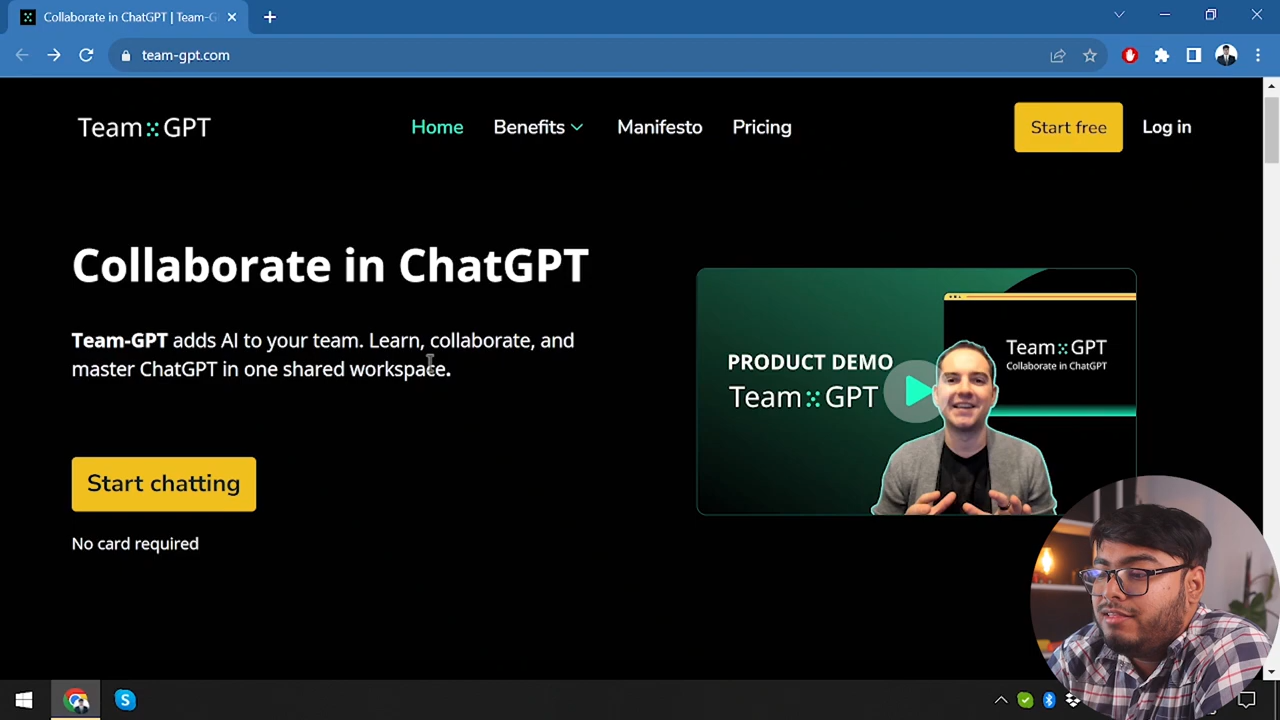 Collaborate in ChatGPT | Team-G
team-gpt.com
Team GPT
Home
Benefits
Manifesto
Pricing
Start free
Log in
Collaborate in ChatGPT
Team-GPT adds AI to your team. Learn, collaborate, and
master ChatGPT in one shared workspace.
Start chatting
No card required
PRODUCT DEMO
Team GPT
Team GPT
Collaborate in ChatGPT